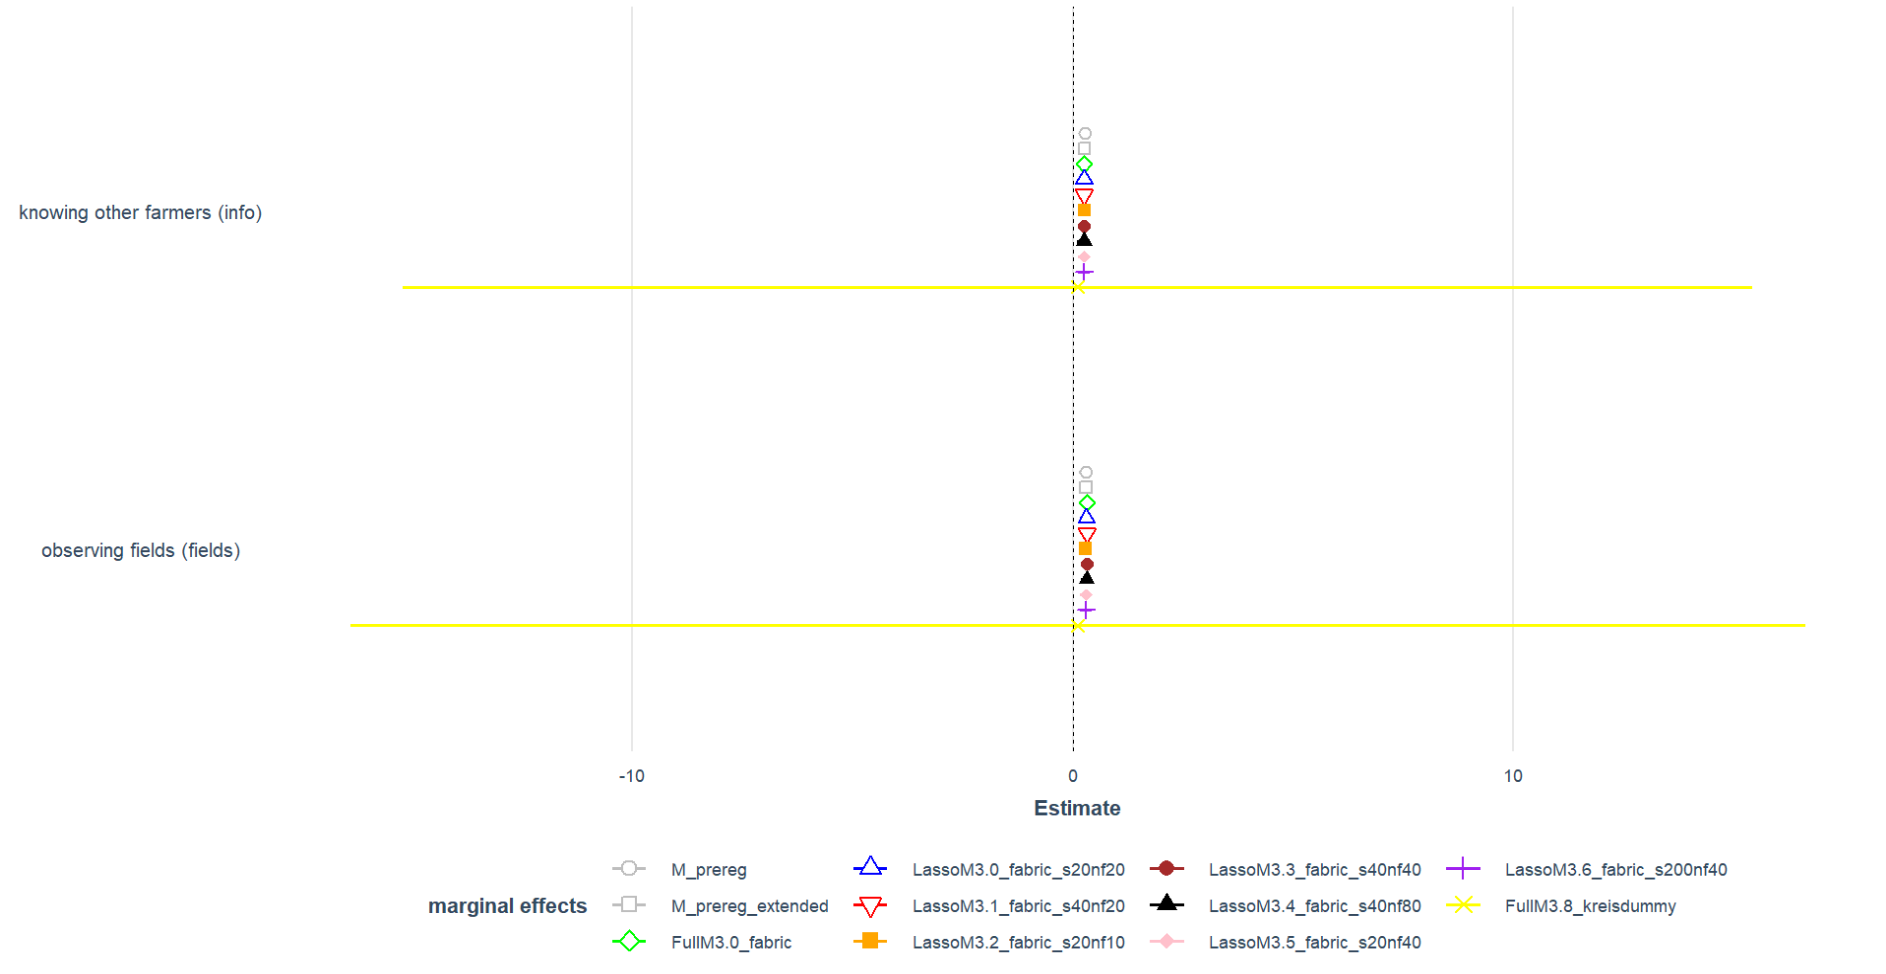 knowing other farmers (info)
observing fields (fields)
-10 0 10
Estimate
marginal effects
M_prereg
M_prereg_extended
FullM3.0_fabric
LassoM3.0_fabric_s20nf20
LassoM3.1_fabric_s40nf20
LassoM3.2_fabric_s20nf10
LassoM3.3_fabric_s40nf40
LassoM3.4_fabric_s40nf80
LassoM3.5_fabric_s20nf40
LassoM3.6_fabric_s200nf40
FullM3.8_kreisdummy